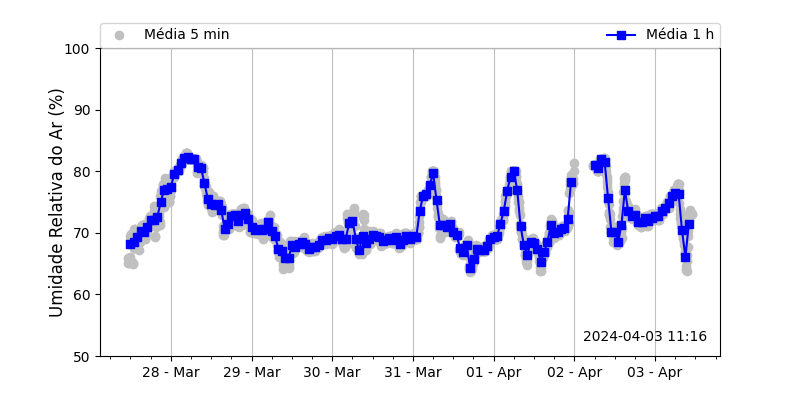 Média 5 min
Média 1 h
Umidade Relativa do Ar (%)
100
90
80
70
60
50
2024-04-03 11:16
28 - Mar
29 - Mar
30 - Mar
31 - Mar
01 - Apr
02 - Apr
03 - Apr